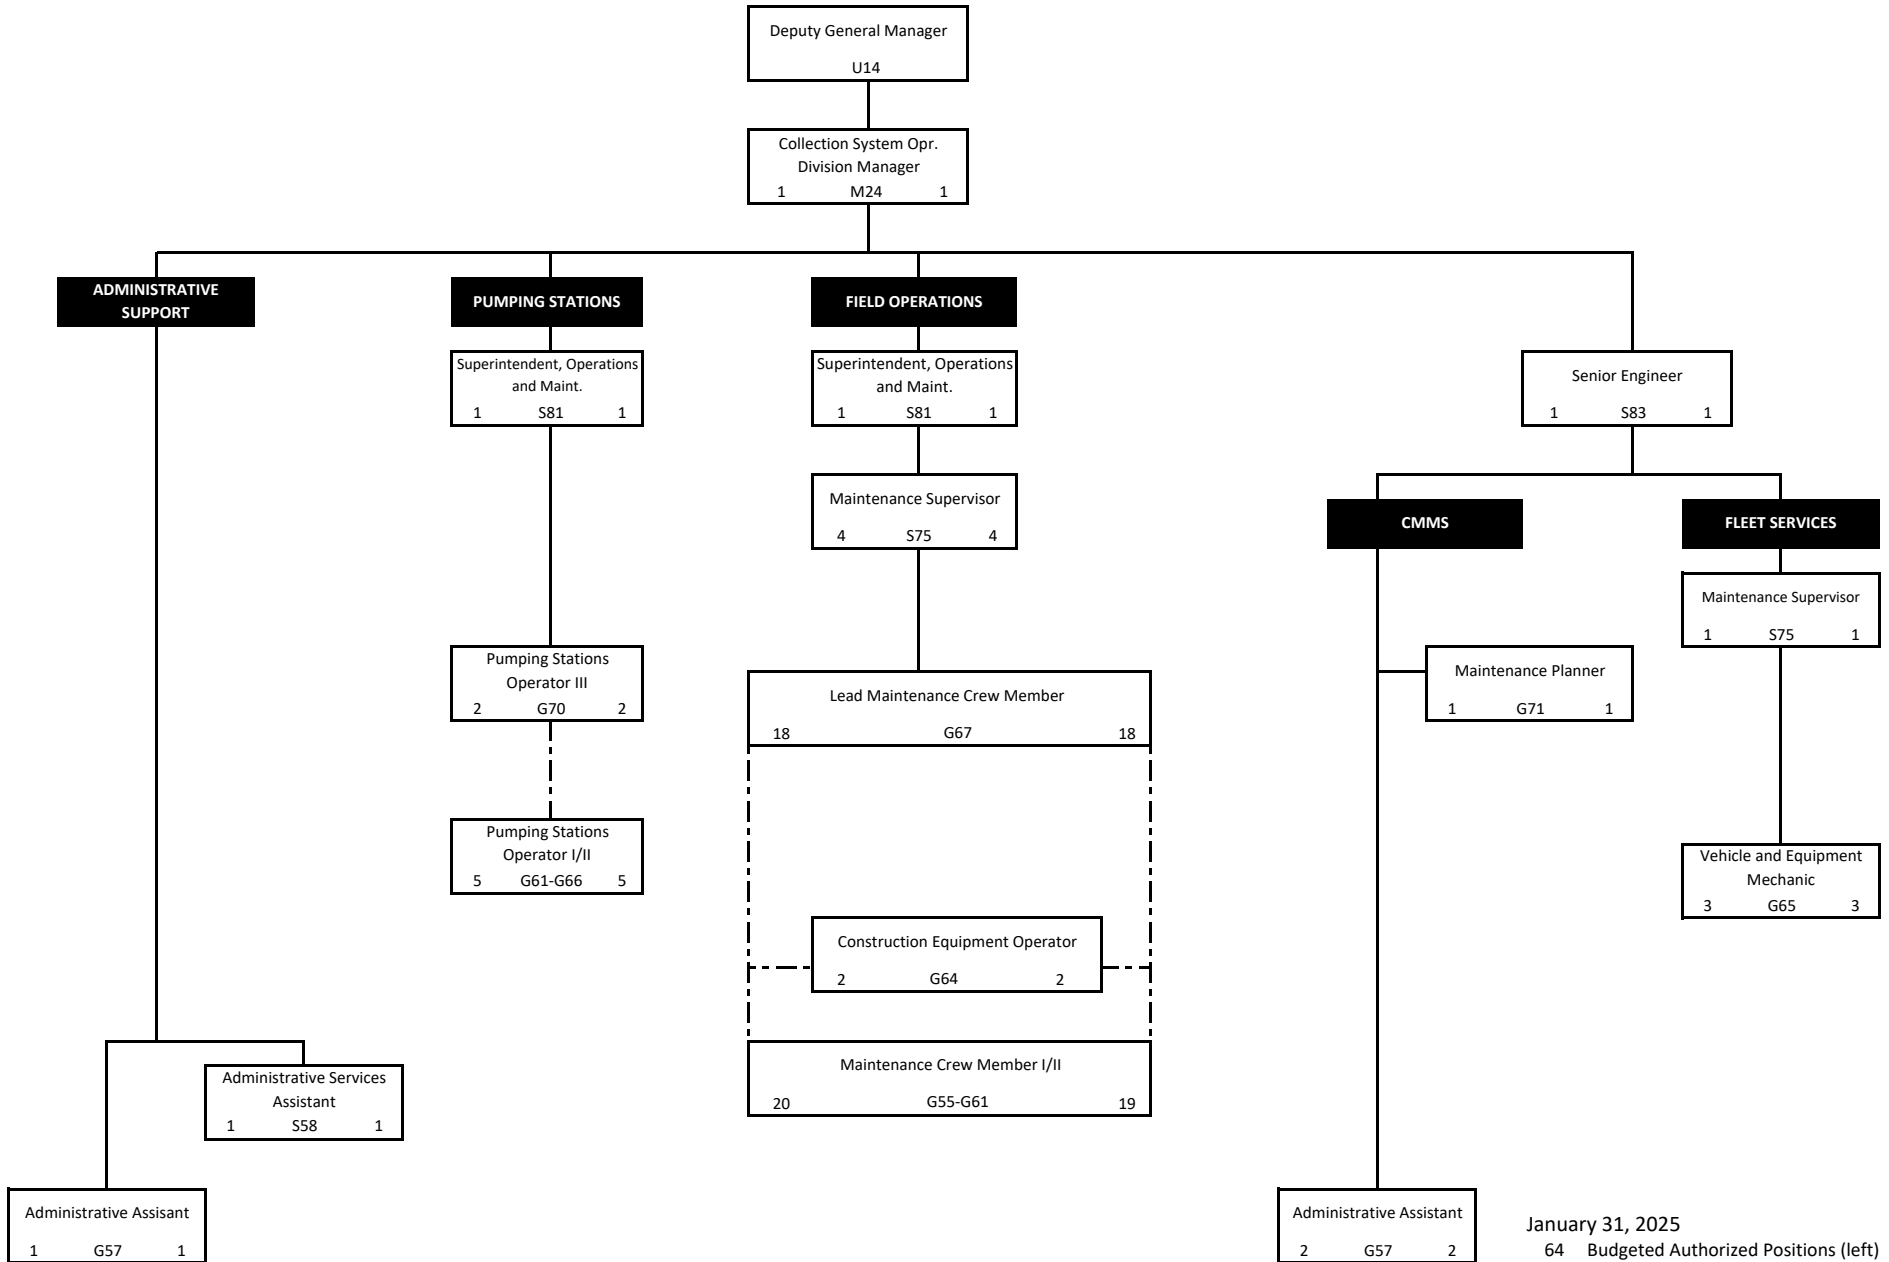 Deputy General Manager
U14
Collection System Opr.
Division Manager
1 M24 1
ADMINISTRATIVE
SUPPORT
PUMPING STATIONS
FIELD OPERATIONS
Superintendent, Operations
and Maint.
1 S81 1
Superintendent, Operations
and Maint.
1 S81 1
Senior Engineer
1 S83 1
Maintenance Supervisor
4 S75 4
CMMS
FLEET SERVICES
Maintenance Supervisor
1 S75 1
Pumping Stations
Operator III
2 G70 2
Lead Maintenance Crew Member
18 G67 18
Maintenance Planner
1 G71 1
Pumping Stations
Operator I/II
5 G61-G66 5
Vehicle and Equipment
Mechanic
3 G65 3
Construction Equipment Operator
2 G64 2
Maintenance Crew Member I/II
20 G55-G61 19
Administrative Services
Assistant
1 S58 1
Administrative Assisant
1 G57 1
Administrative Assistant
2 G57 2
January 31, 2025
64 Budgeted Authorized Positions (left)